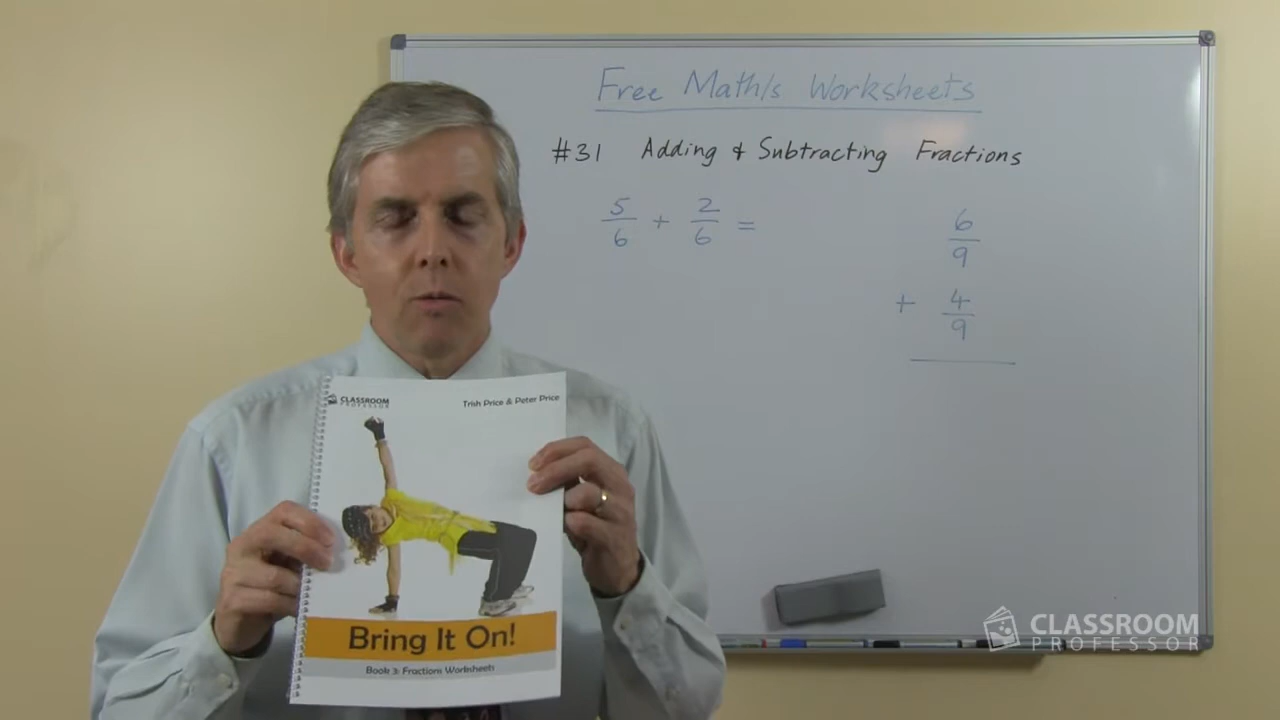 Free Math/s Worksheets
#31 Adding & Subtracting Fractions
5/6 + 2/6 =
6/9
+ 4/9
CLASSROOM
PROFESSOR
Trish Price & Peter Price
Bring It On!
Book 3: Fractions Worksheets
CLASSROOM
PROFESSOR